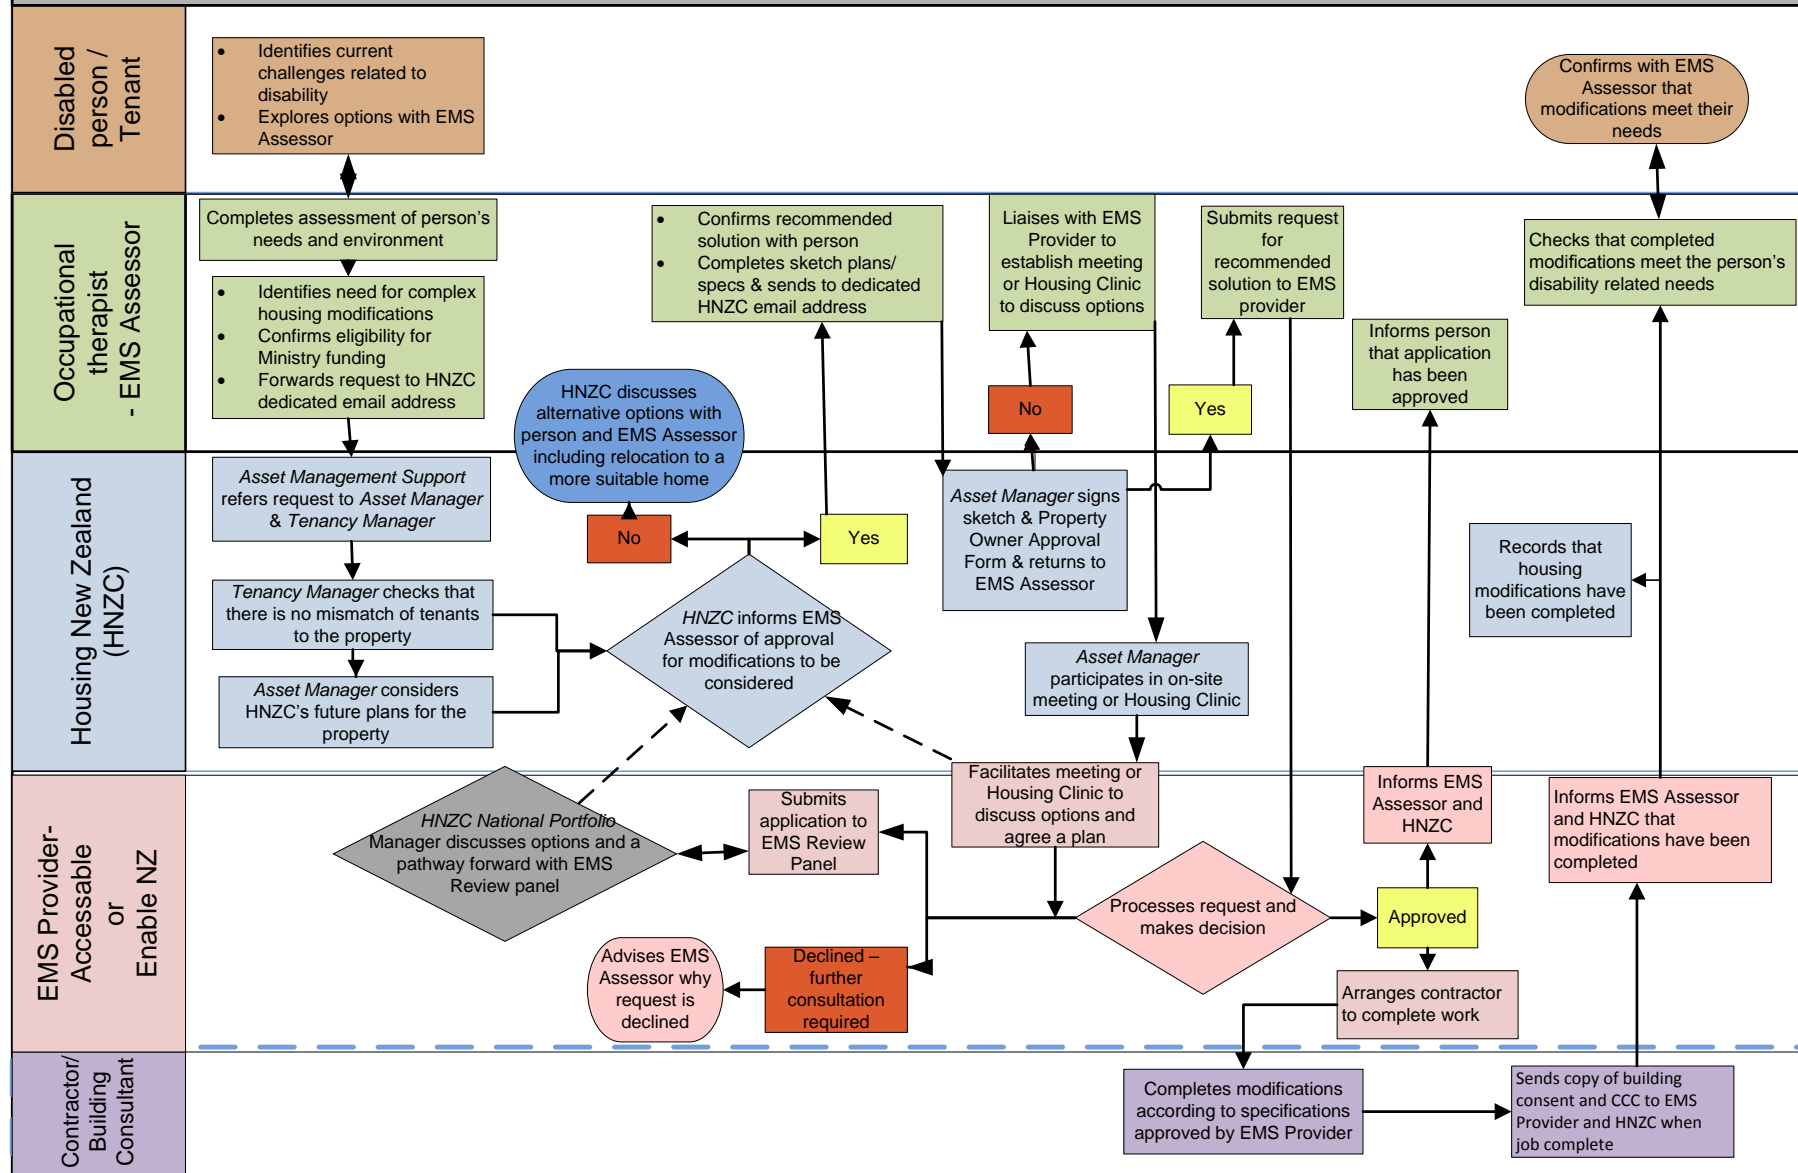 Disabled
person /
Tenant
• Identifies current
challenges related to
disability
• Explores options with EMS
Assessor
Confirms with EMS
Assessor that
modifications meet their
needs
Occupational
therapist
- EMS Assessor
Completes assessment of person’s
needs and environment
• Identifies need for complex
housing modifications
• Confirms eligibility for
Ministry funding
• Forwards request to HNZC
dedicated email address
• Confirms recommended
solution with person
• Completes sketch plans/
specs & sends to dedicated
HNZC email address
Liaises with EMS
Provider to
establish meeting
or Housing Clinic
to discuss options
Submits request
for
recommended
solution to EMS
provider
Checks that completed
modifications meet the person’s
disability related needs
Informs person
that application
has been
approved
HNZC discusses
alternative options with
person and EMS Assessor
including relocation to a
more suitable home
No
Yes
Housing New Zealand
(HNZC)
Asset Management Support
refers request to Asset Manager
& Tenancy Manager
No
Yes
Asset Manager signs
sketch & Property
Owner Approval
Form & returns to
EMS Assessor
Records that
housing
modifications have
been completed
Tenancy Manager checks that
there is no mismatch of tenants
to the property
HNZC informs EMS
Assessor of approval
for modifications to be
considered
Asset Manager
participates in on-site
meeting or Housing Clinic
Asset Manager considers
HNZC’s future plans for the
property
EMS Provider-
Accessable
or
Enable NZ
HNZC National Portfolio
Manager discusses options and a
pathway forward with EMS
Review panel
Submits
application to
EMS Review
Panel
Facilitates meeting or
Housing Clinic to
discuss options and
agree a plan
Informs EMS
Assessor and
HNZC
Informs EMS Assessor
and HNZC that
modifications have been
completed
Processes request and
makes decision
Approved
Advises EMS
Assessor why
request is
declined
Declined –
further
consultation
required
Arranges contractor
to complete work
Contractor/
Building
Consultant
Completes modifications
according to specifications
approved by EMS Provider
Sends copy of building
consent and CCC to EMS
Provider and HNZC when
job complete